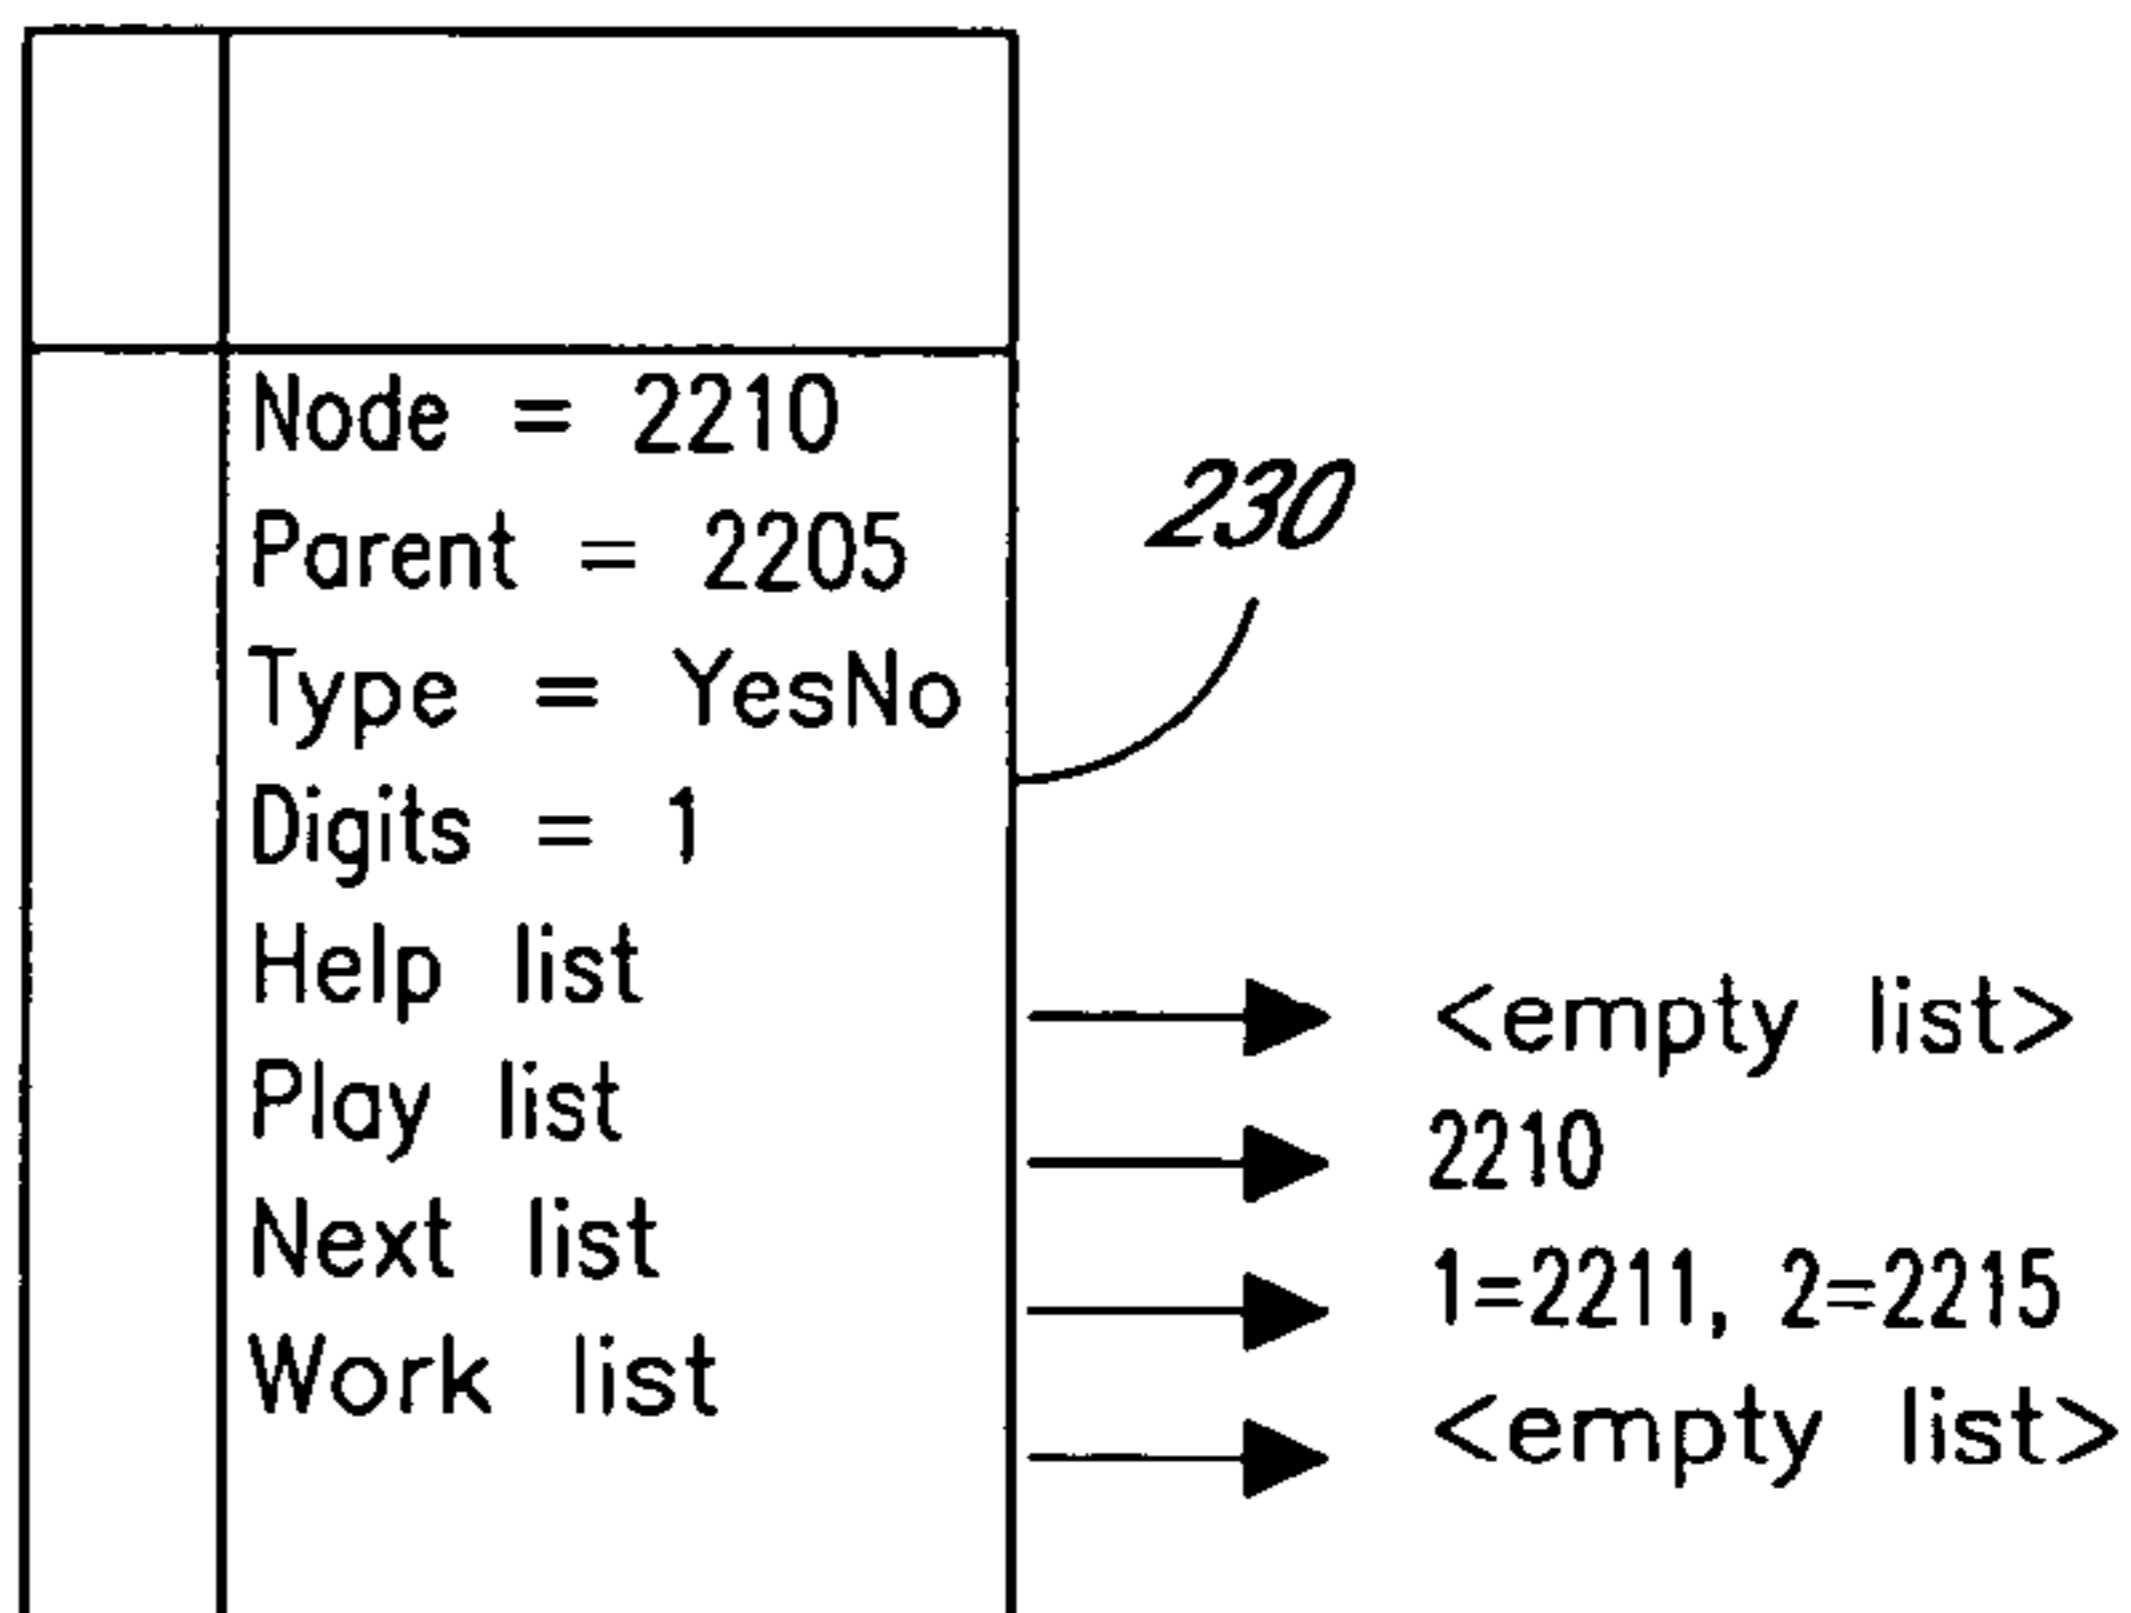 Node = 2210
230
Parent = 2205
Type = YesNo
Digits = 1
Help list <empty list>
Play list 2210
Next list 1=2211, 2=2215
Work list <empty list>